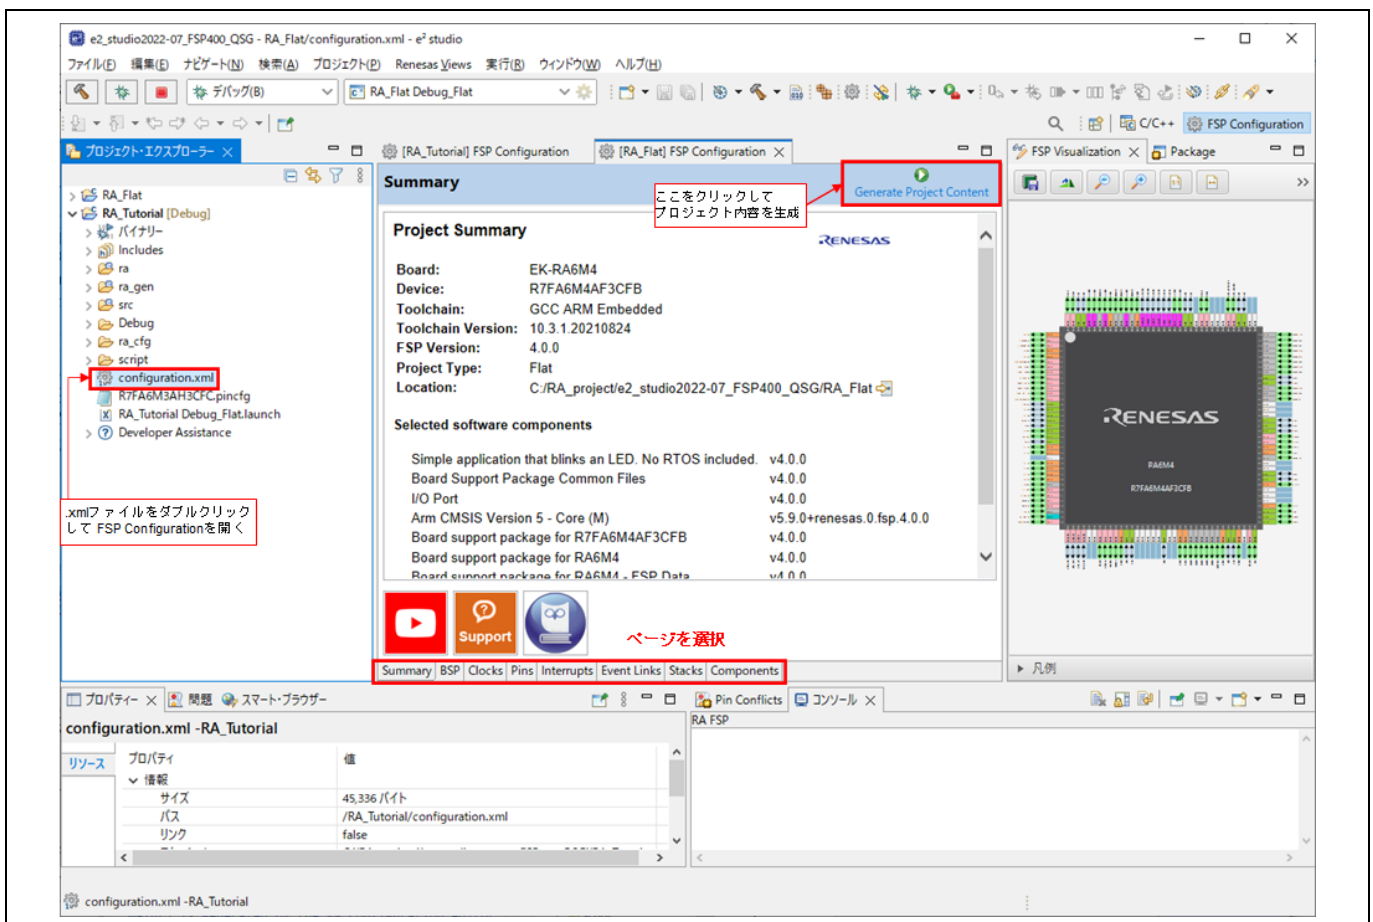 e2_studio2022-07_FSP400_QSG - RA_Flat/configuration.xml - e² studio
ファイル(F) 編集(E) ナビゲート(N) 検索(A) プロジェクト(P) Renesas Views 実行(R) ウィンドウ(W) ヘルプ(H)
デバッグ(B) RA_Flat Debug_Flat
C/C++ FSP Configuration
プロジェクト・エクスプローラー
RA_Flat
RA_Tutorial [Debug]
バイナリー
Includes
ra
ra_gen
src
Debug
ra_cfg
script
configuration.xml
R7FA6M3AH3CFC.pincfg
RA_Tutorial Debug_Flat.launch
Developer Assistance
.xmlファイルをダブルクリック
して FSP Configurationを開く
[RA_Tutorial] FSP Configuration
[RA_Flat] FSP Configuration
Summary
ここをクリックして
プロジェクト内容を生成
Generate Project Content
Project Summary
RENESAS
Board: EK-RA6M4
Device: R7FA6M4AF3CFB
Toolchain: GCC ARM Embedded
Toolchain Version: 10.3.1.20210824
FSP Version: 4.0.0
Project Type: Flat
Location: C:/RA_project/e2_studio2022-07_FSP400_QSG/RA_Flat
Selected software components
Simple application that blinks an LED. No RTOS included. v4.0.0
Board Support Package Common Files v4.0.0
I/O Port v4.0.0
Arm CMSIS Version 5 - Core (M) v5.9.0+renesas.0.fsp.4.0.0
Board support package for R7FA6M4AF3CFB v4.0.0
Board support package for RA6M4 v4.0.0
Board support package for RA6M4 - FSP Data v4.0.0
Support
ページを選択
Summary BSP Clocks Pins Interrupts Event Links Stacks Components
FSP Visualization Package
RENESAS
RA6M4
R7FA6M4AF3CFB
凡例
プロパティー 問題 スマート・ブラウザー
configuration.xml -RA_Tutorial
リソース
プロパティ 値
情報
サイズ 45,336 バイト
パス /RA_Tutorial/configuration.xml
リンク false
Pin Conflicts コンソール
RA FSP
configuration.xml -RA_Tutorial